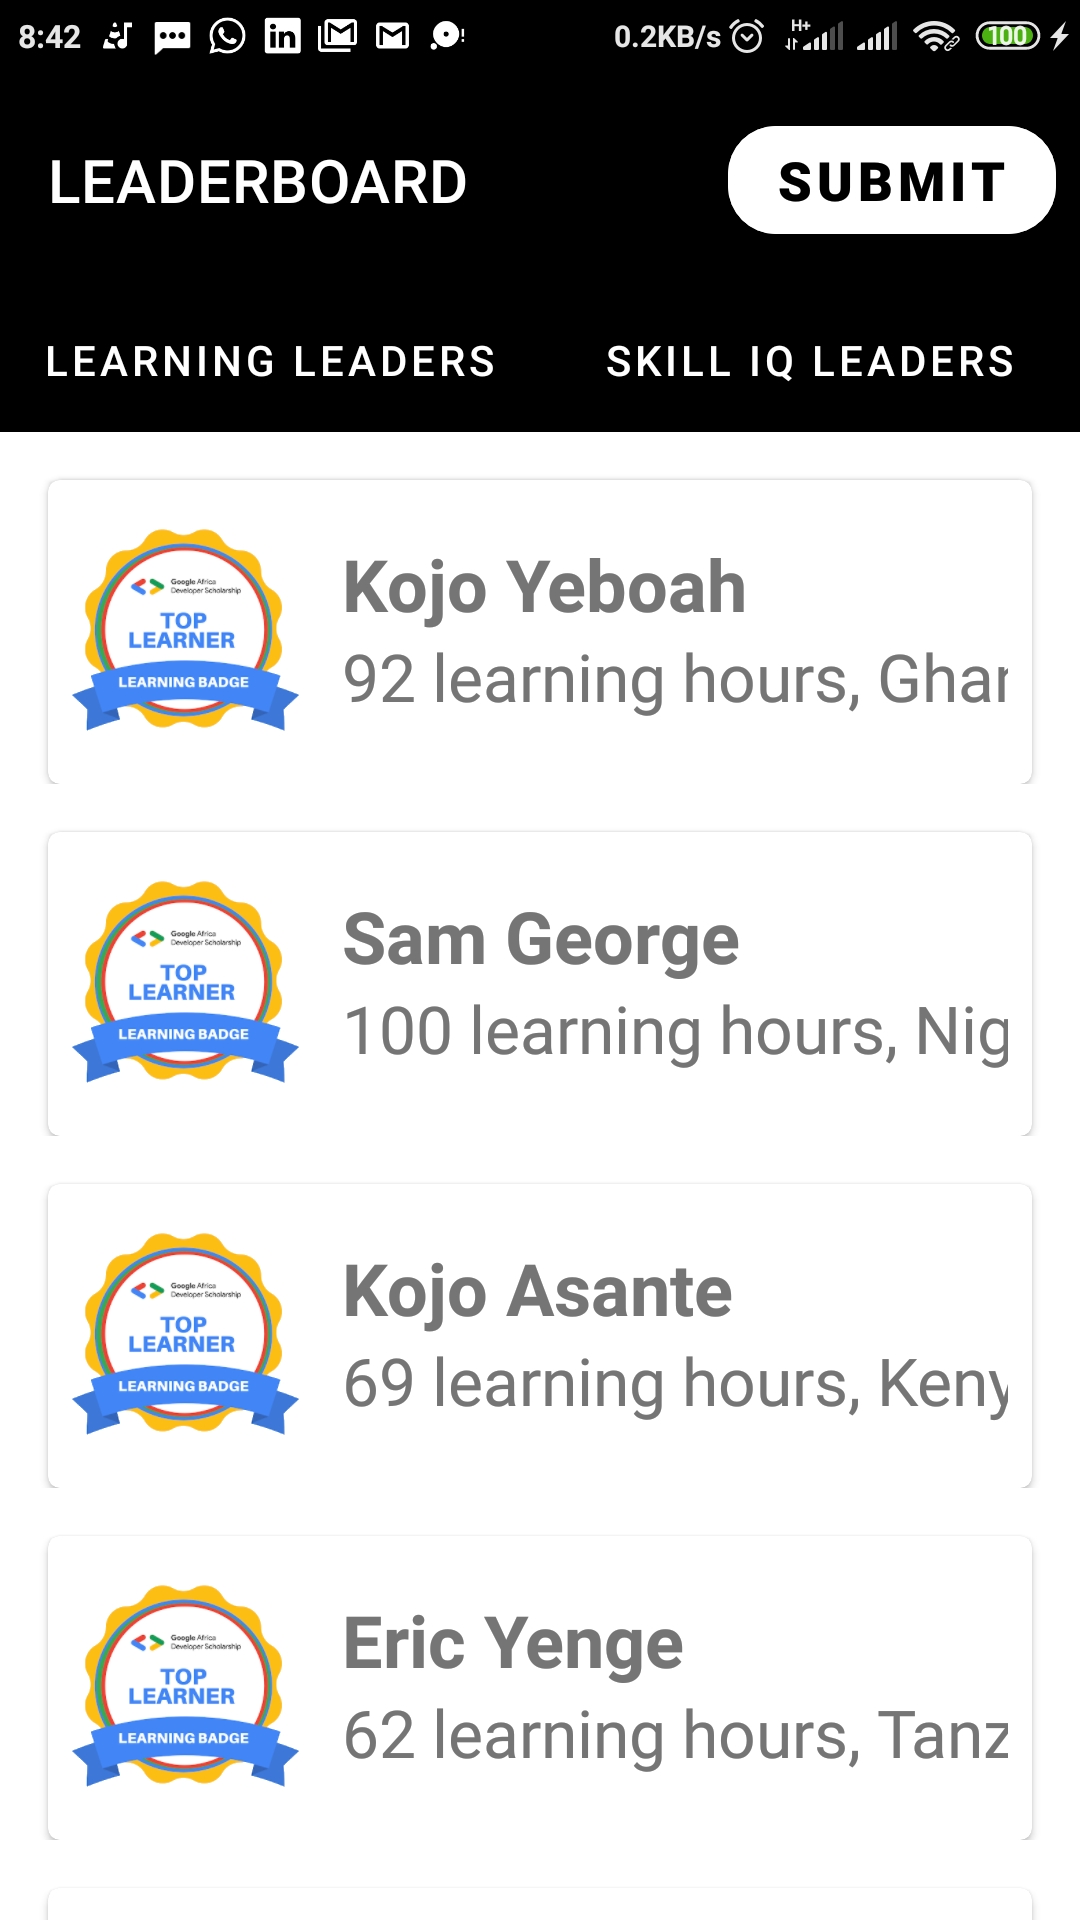 8:42 0.2KB/s H+ 100
LEADERBOARD
SUBMIT
LEARNING LEADERS SKILL IQ LEADERS
Google Africa
Developer Scholarship
TOP
LEARNER
LEARNING BADGE
Kojo Yeboah
92 learning hours, Ghan
Google Africa
Developer Scholarship
TOP
LEARNER
LEARNING BADGE
Sam George
100 learning hours, Nig
Google Africa
Developer Scholarship
TOP
LEARNER
LEARNING BADGE
Kojo Asante
69 learning hours, Keny
Google Africa
Developer Scholarship
TOP
LEARNER
LEARNING BADGE
Eric Yenge
62 learning hours, Tanz